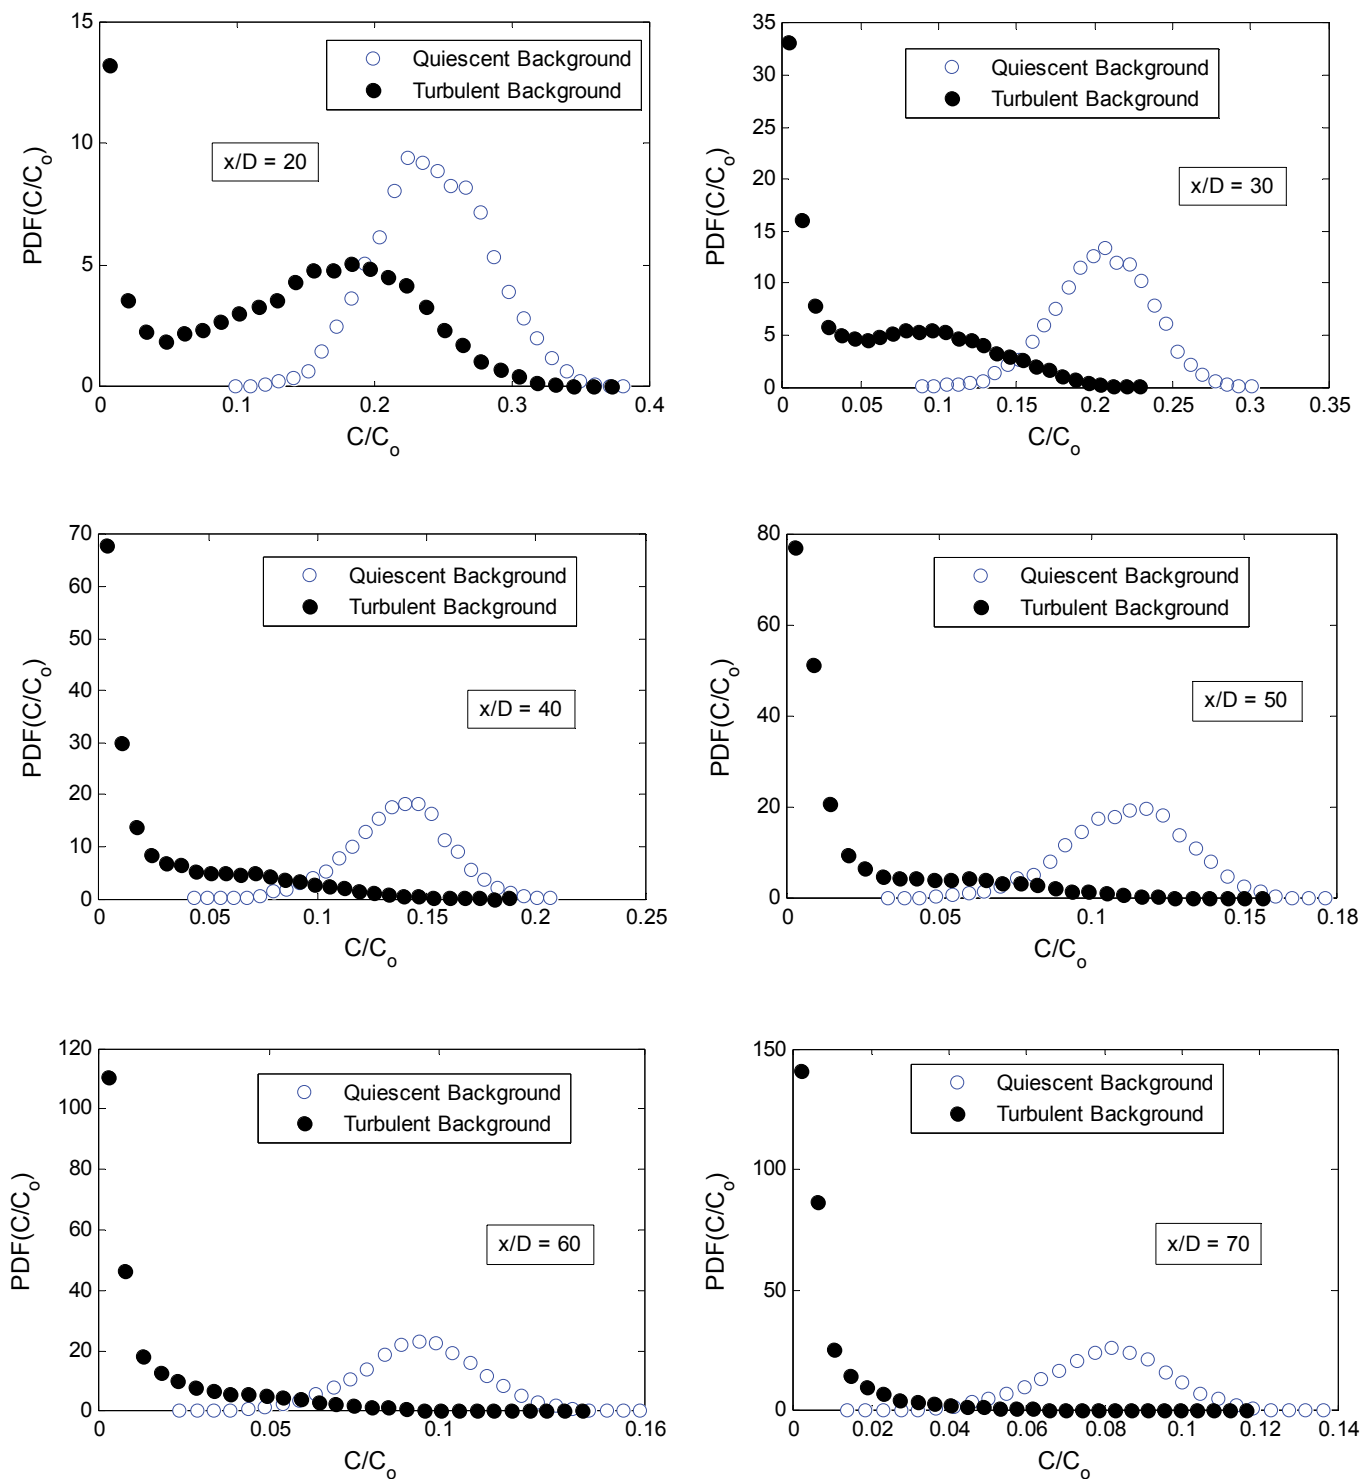 15
10
5
0
PDF(C/Co)
Quiescent Background
Turbulent Background
x/D = 20
0 0.1 0.2 0.3 0.4
C/Co
35
30
25
20
15
10
5
0
PDF(C/Co)
Quiescent Background
Turbulent Background
x/D = 30
0 0.05 0.1 0.15 0.2 0.25 0.3 0.35
C/Co
70
60
50
40
30
20
10
0
PDF(C/Co)
Quiescent Background
Turbulent Background
x/D = 40
0 0.05 0.1 0.15 0.2 0.25
C/Co
80
60
40
20
0
PDF(C/Co)
Quiescent Background
Turbulent Background
x/D = 50
0 0.05 0.1 0.15 0.18
C/Co
120
100
80
60
40
20
0
PDF(C/Co)
Quiescent Background
Turbulent Background
x/D = 60
0 0.05 0.1 0.16
C/Co
150
100
50
0
PDF(C/Co)
Quiescent Background
Turbulent Background
x/D = 70
0 0.02 0.04 0.06 0.08 0.1 0.12 0.14
C/Co